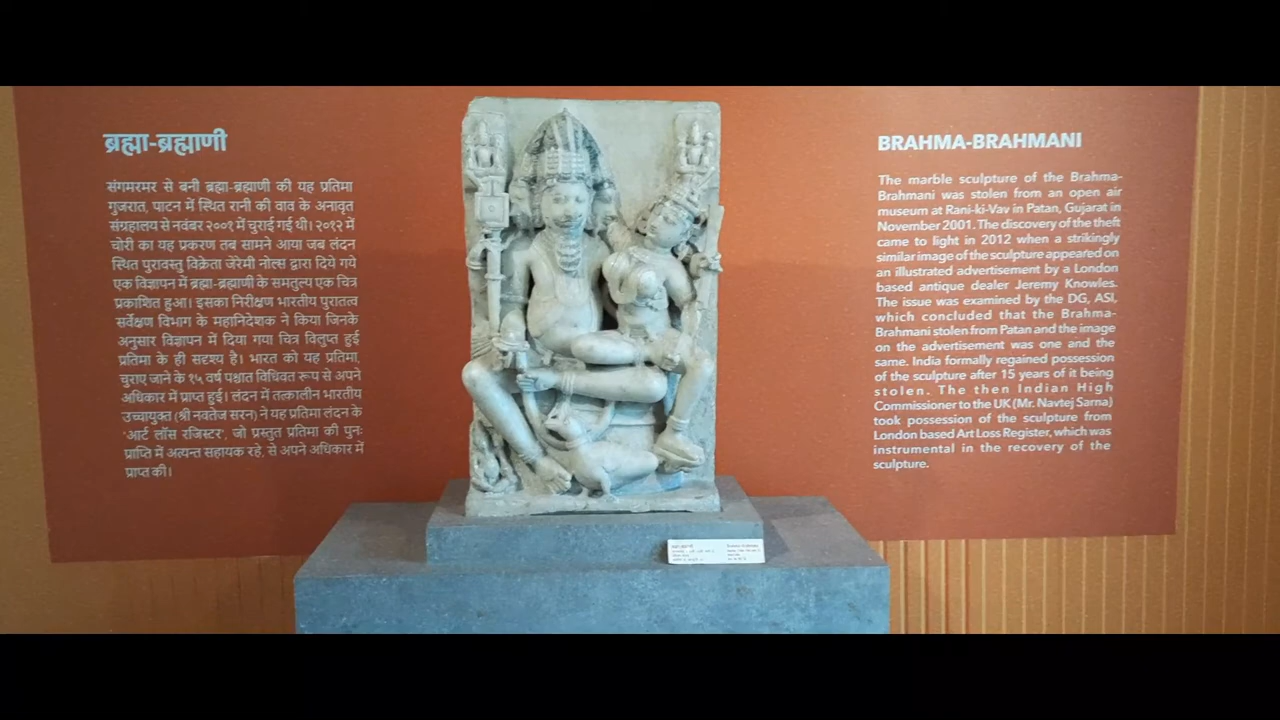 ब्रह्मा-ब्रह्माणी
संगमरमर से बनी ब्रह्मा-ब्रह्माणी की यह प्रतिमा
गुजरात, पाटन में स्थित रानी की वाव के अनावृत
संग्रहालय से नवंबर २००१ में चुराई गई थी। २०१२ में
चोरी का यह प्रकरण तब सामने आया जब लंदन
स्थित पुरावस्तु विक्रेता जेरेमी नोल्स द्वारा दिये गये
एक विज्ञापन में ब्रह्मा-ब्रह्माणी के समतुल्य एक चित्र
प्रकाशित हुआ। इसका निरीक्षण भारतीय पुरातत्व
सर्वेक्षण विभाग के महानिदेशक ने किया जिनके
अनुसार विज्ञापन में दिया गया चित्र विलुप्त हुई
प्रतिमा के ही सदृश्य है। भारत को यह प्रतिमा,
चुराए जाने के १५ वर्ष पश्चात विधिवत रूप से अपने
अधिकार में प्राप्त हुई। लंदन में तत्कालीन भारतीय
उच्चायुक्त (श्री नवतेज सरन) ने यह प्रतिमा लंदन के
'आर्ट लॉस रजिस्टर', जो प्रस्तुत प्रतिमा की पुनः
प्राप्ति में अत्यन्त सहायक रहे, से अपने अधिकार में
प्राप्त की।
BRAHMA-BRAHMANI
The marble sculpture of the Brahma-
Brahmani was stolen from an open air
museum at Rani-ki-Vav in Patan, Gujarat in
November 2001. The discovery of the theft
came to light in 2012 when a strikingly
similar image of the sculpture appeared on
an illustrated advertisement by a London
based antique dealer Jeremy Knowles.
The issue was examined by the DG, ASI,
which concluded that the Brahma-
Brahmani stolen from Patan and the image
on the advertisement was one and the
same. India formally regained possession
of the sculpture after 15 years of it being
stolen. The then Indian High
Commissioner to the UK (Mr. Navtej Sarna)
took possession of the sculpture from
London based Art Loss Register, which was
instrumental in the recovery of the
sculpture.